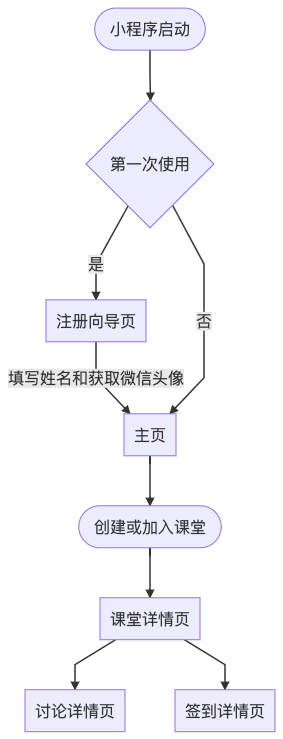 小程序启动
第一次使用
是
否
注册向导页
填写姓名和获取微信头像
主页
创建或加入课堂
课堂详情页
讨论详情页
签到详情页